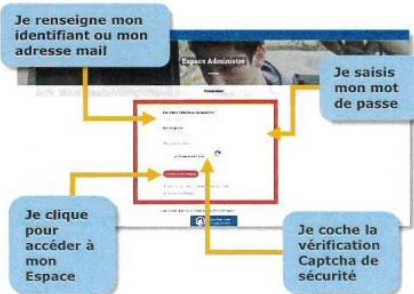 Je renseigne mon
identifiant ou mon
adresse mail
Espace Administré
Je saisis
mon mot
de passe
Je clique
pour
accéder à
mon
Espace
Je coche la
vérification
Captcha de
sécurité